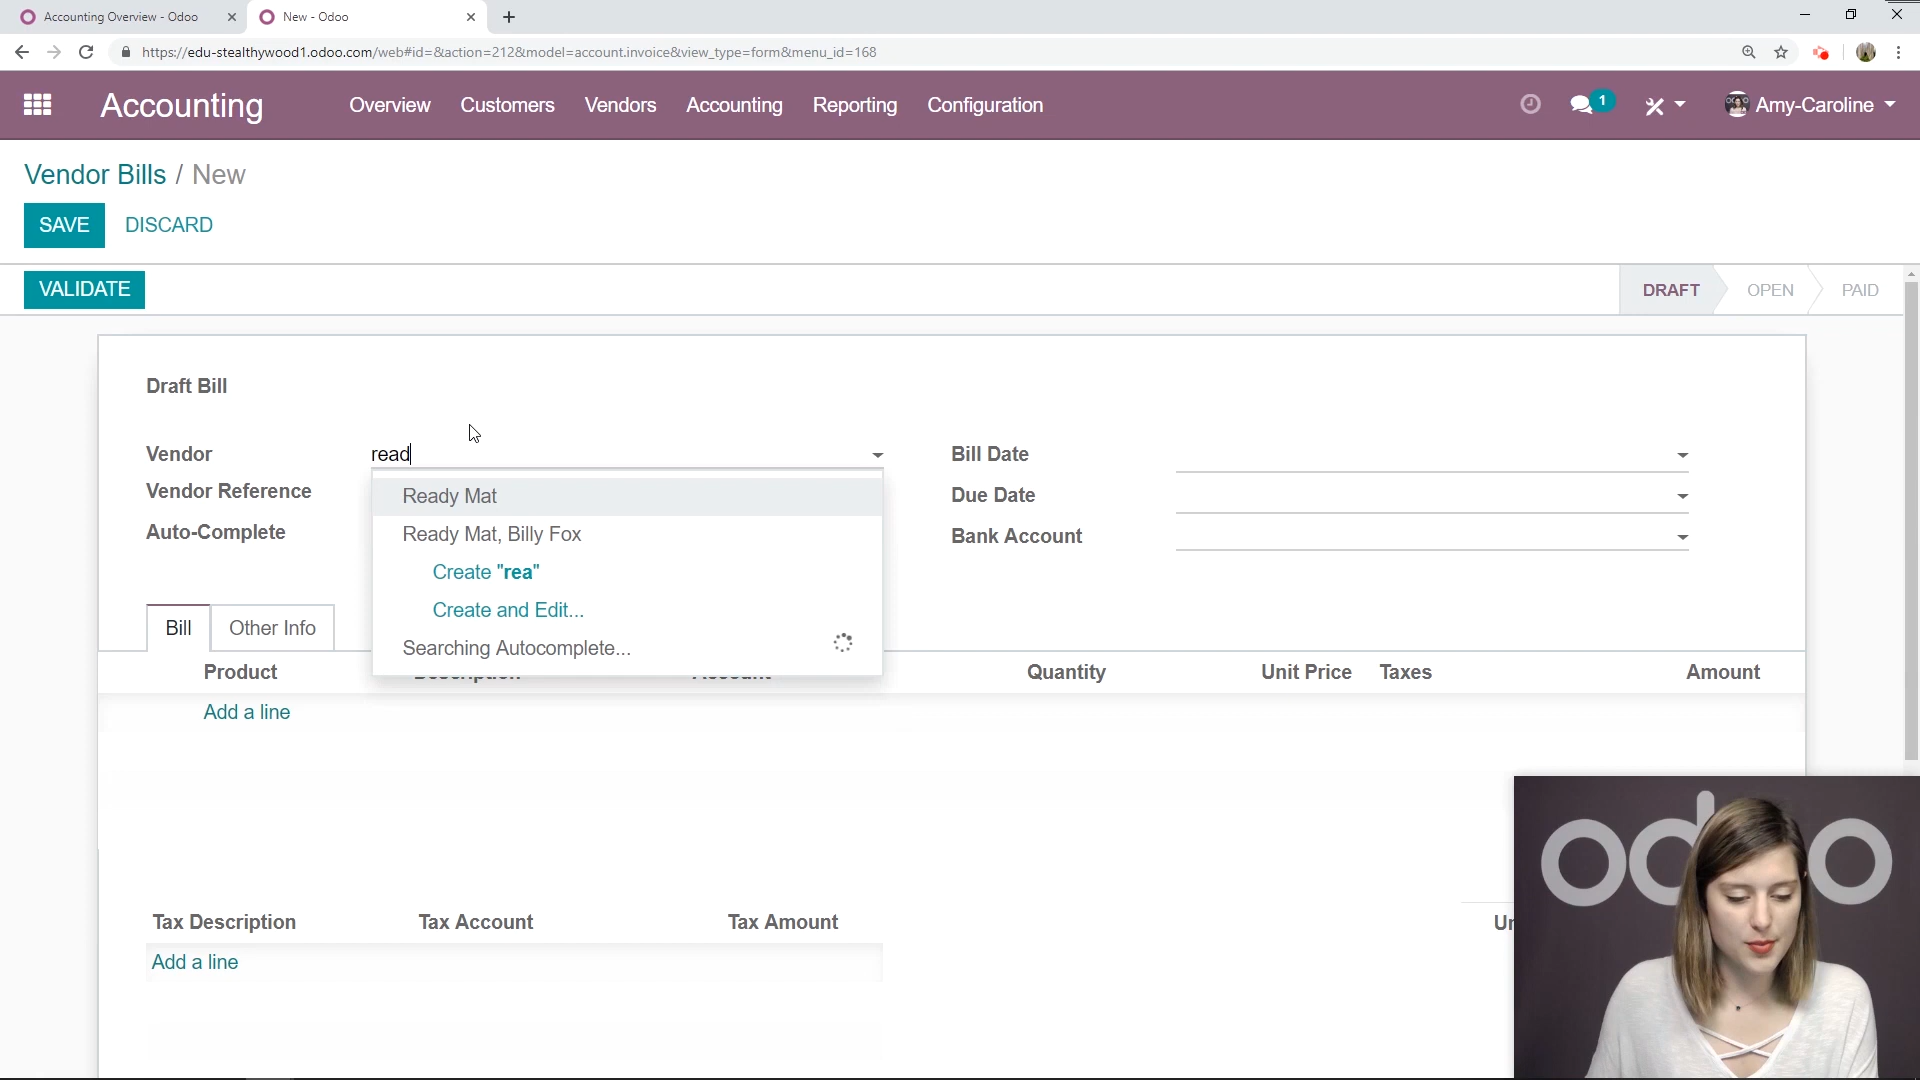 Accounting Overview - Odoo
New - Odoo
https://edu-stealthywood1.odoo.com/web#id=&action=212&model=account.invoice&view_type=form&menu_id=168
Accounting
Overview
Customers
Vendors
Accounting
Reporting
Configuration
1
Amy-Caroline
Vendor Bills / New
SAVE
DISCARD
VALIDATE
DRAFT
OPEN
PAID
Draft Bill
Vendor
read
Bill Date
Vendor Reference
Ready Mat
Due Date
Auto-Complete
Ready Mat, Billy Fox
Bank Account
Create "rea"
Create and Edit...
Bill
Other Info
Searching Autocomplete...
Product
Quantity
Unit Price
Taxes
Amount
Add a line
odoo
Tax Description
Tax Account
Tax Amount
Add a line